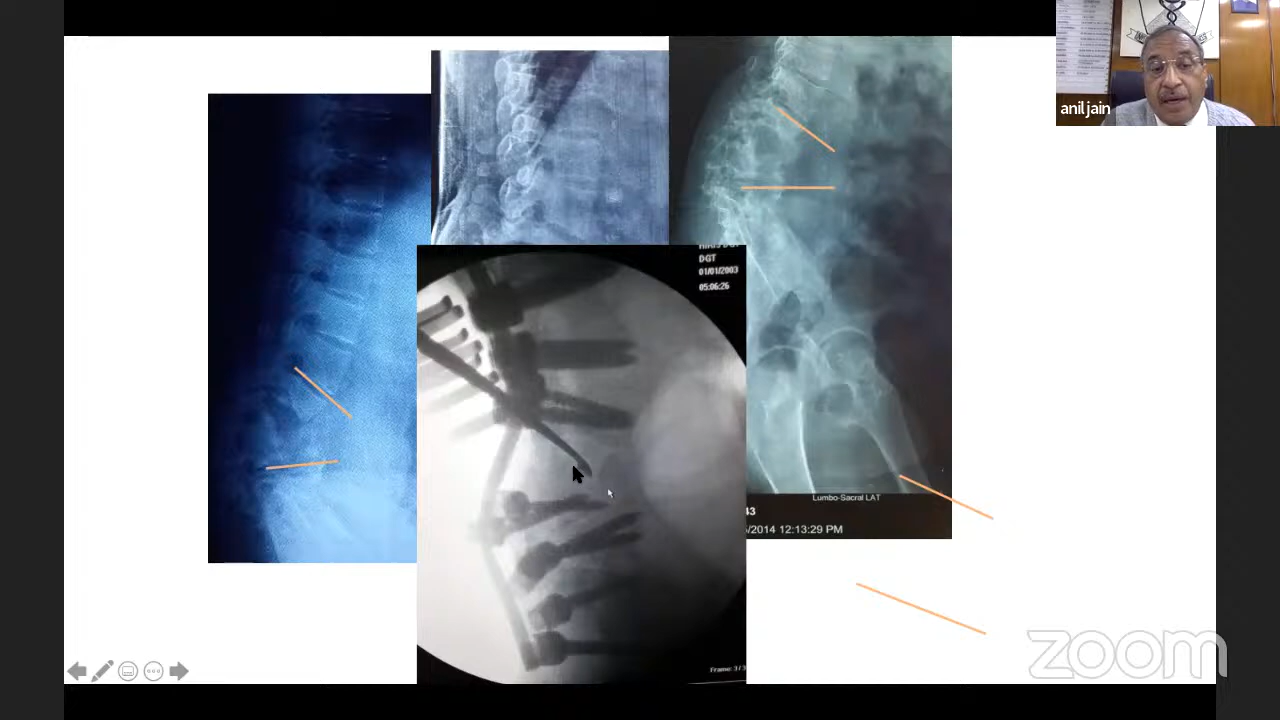 anil jain
DGT
01/01/2003
05:06:26
Lumbo-Sacral LAT
43
/2014 12:13:29 PM
Frame: 3/3
zoom